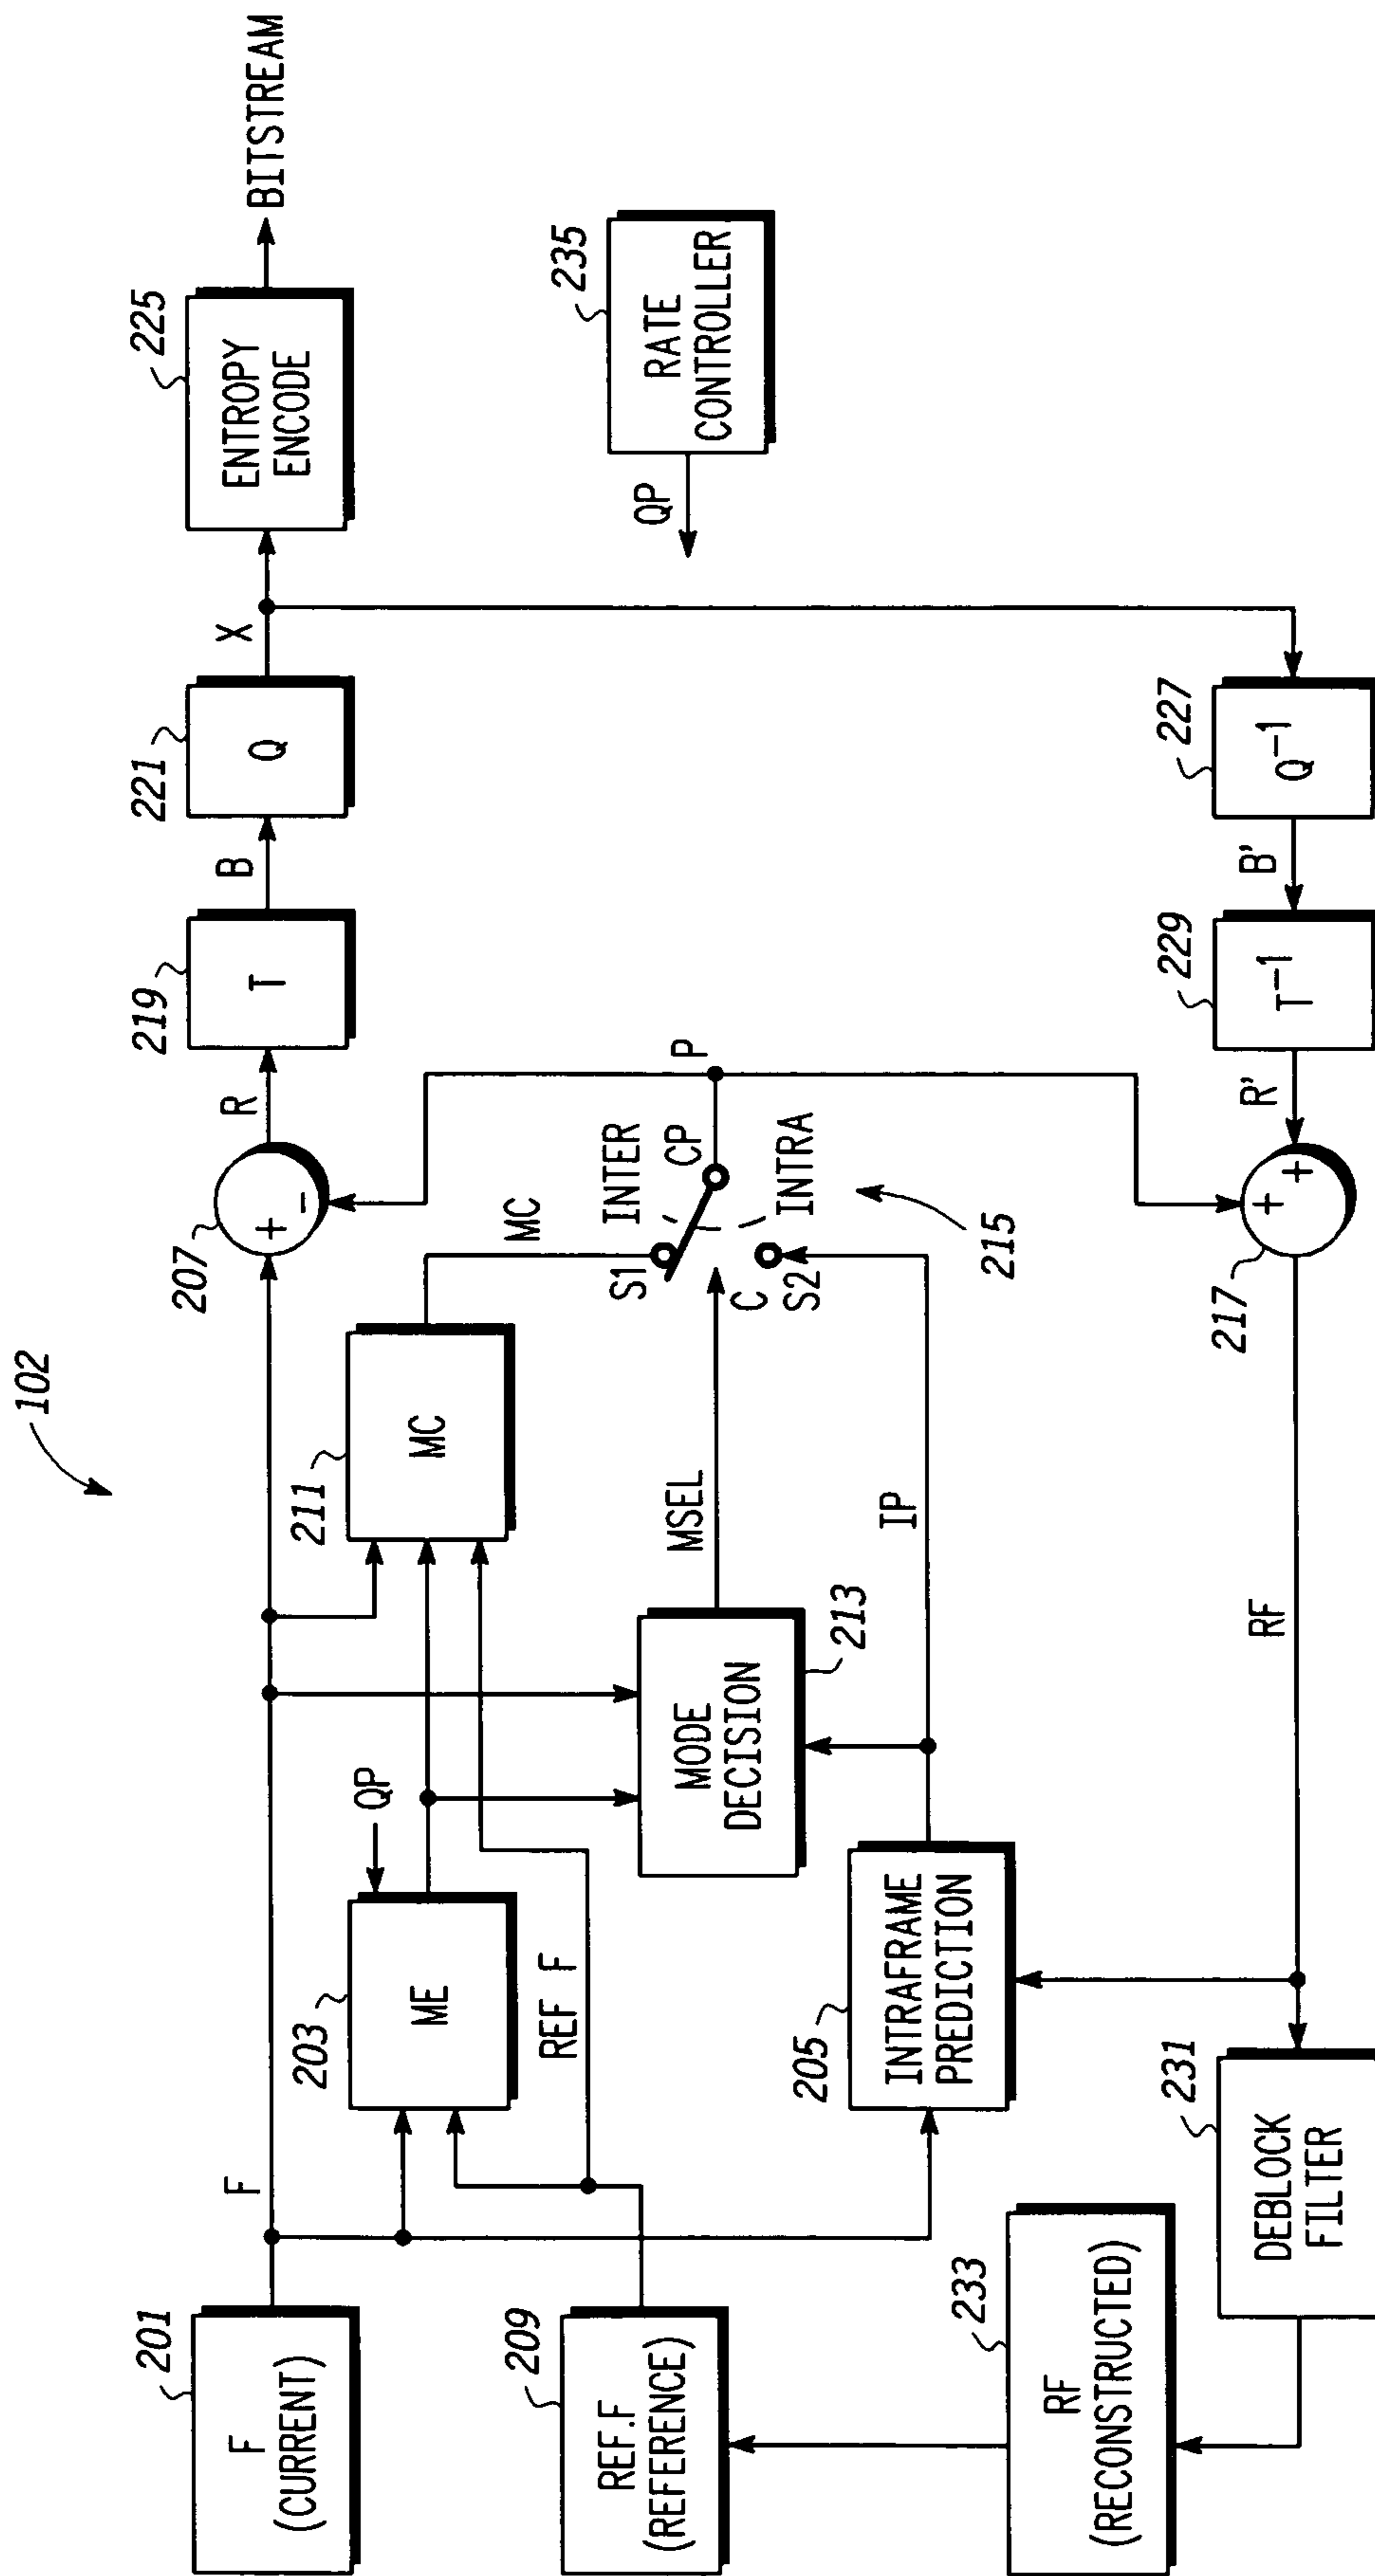 102
201
F
(CURRENT)
F
207
+
−
R
219
T
B
221
Q
X
225
ENTROPY
ENCODE
BITSTREAM
203
ME
QP
211
MC
MC
209
REF.F
(REFERENCE)
REF F
MODE
DECISION
213
MSEL
S1
INTER
CP
P
C
S2
INTRA
215
QP
235
RATE
CONTROLLER
205
INTRAFRAME
PREDICTION
IP
233
RF
(RECONSTRUCTED)
231
DEBLOCK
FILTER
RF
217
+
+
R'
229
T⁻¹
B'
227
Q⁻¹